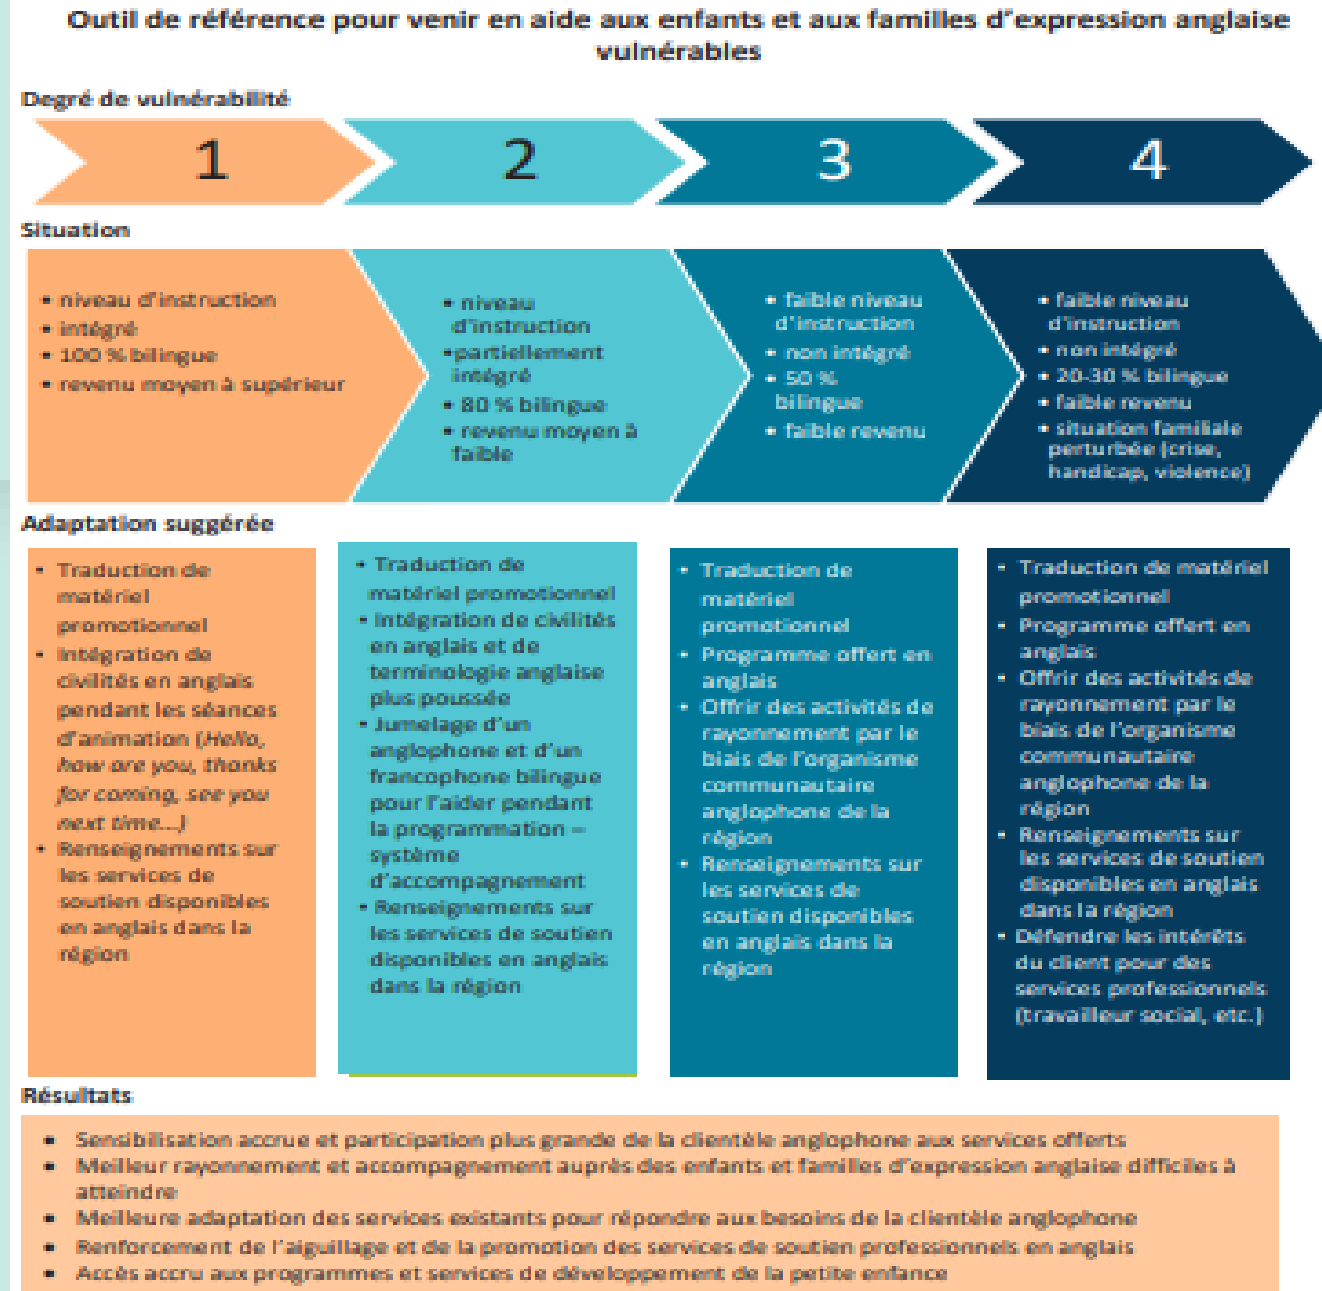 Outil de référence pour venir en aide aux enfants et aux familles d'expression anglaise
vulnérables
Degré de vulnérabilité
1
2
3
4
Situation
• niveau d'instruction
• intégré
• 100 % bilingue
• revenu moyen à supérieur
• niveau
d'instruction
•partiellement
intégré
• 80 % bilingue
• revenu moyen à
faible
• faible niveau
d'instruction
• non intégré
• 50 %
bilingue
• faible revenu
• faible niveau
d'instruction
• non intégré
• 20-30 % bilingue
• faible revenu
• situation familiale
perturbée (crise,
handicap, violence)
Adaptation suggérée
• Traduction de
matériel
promotionnel
• Intégration de
civilités en anglais
pendant les séances
d'animation (Hello,
how are you, thanks
for coming, see you
next time...)
• Renseignements sur
les services de
soutien disponibles
en anglais dans la
région
• Traduction de
matériel promotionnel
• Intégration de civilités
en anglais et de
terminologie anglaise
plus poussée
• Jumelage d'un
anglophone et d'un
francophone bilingue
pour l'aider pendant
la programmation –
système
d'accompagnement
• Renseignements sur
les services de soutien
disponibles en anglais
dans la région
• Traduction de
matériel
promotionnel
• Programme offert en
anglais
• Offrir des activités de
rayonnement par le
biais de l'organisme
communautaire
anglophone de la
région
• Renseignements sur
les services de
soutien disponibles
en anglais dans la
région
• Traduction de matériel
promotionnel
• Programme offert en
anglais
• Offrir des activités de
rayonnement par le
biais de l'organisme
communautaire
anglophone de la
région
• Renseignements sur
les services de soutien
disponibles en anglais
dans la région
• Défendre les intérêts
du client pour des
services professionnels
(travailleur social, etc.)
Résultats
• Sensibilisation accrue et participation plus grande de la clientèle anglophone aux services offerts
• Meilleur rayonnement et accompagnement auprès des enfants et familles d'expression anglaise difficiles à
atteindre
• Meilleure adaptation des services existants pour répondre aux besoins de la clientèle anglophone
• Renforcement de l'aiguillage et de la promotion des services de soutien professionnels en anglais
• Accès accru aux programmes et services de développement de la petite enfance